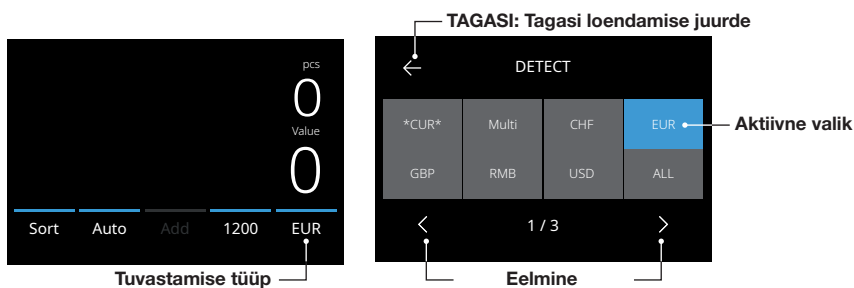 TAGASI: Tagasi loendamise juurde
pcs
0
Value
0
Sort Auto Add 1200 EUR
Tuvastamise tüüp
DETECT
*CUR* Multi CHF EUR
GBP RMB USD ALL
1 / 3
Aktiivne valik
Eelmine